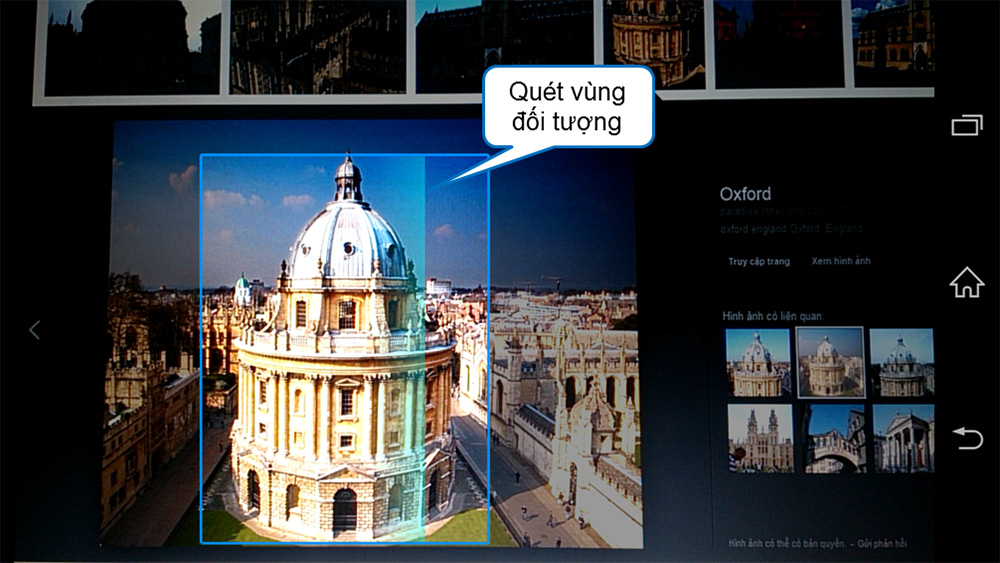 Quét vùng
đối tượng
Oxford
oxford england Oxford, England
Truy cập trang Xem hình ảnh
Hình ảnh có liên quan:
Hình ảnh có thể có bản quyền. - Gửi phản hồi